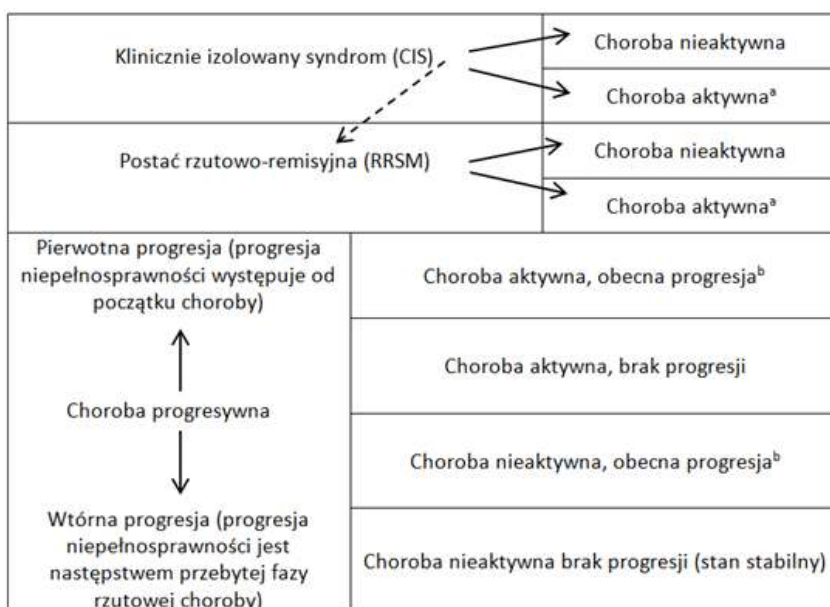 Klinicznie izolowany syndrom (CIS)
Choroba nieaktywna
Choroba aktywnaᵃ
Postać rzutowo-remisyjna (RRSM)
Choroba nieaktywna
Choroba aktywnaᵃ
Pierwotna progresja (progresja
niepełnosprawności występuje od
początku choroby)
Choroba progresywna
Wtórna progresja (progresja
niepełnosprawności jest
następstwem przebytej fazy
rzutowej choroby)
Choroba aktywna, obecna progresjaᵇ
Choroba aktywna, brak progresji
Choroba nieaktywna, obecna progresjaᵇ
Choroba nieaktywna brak progresji (stan stabilny)